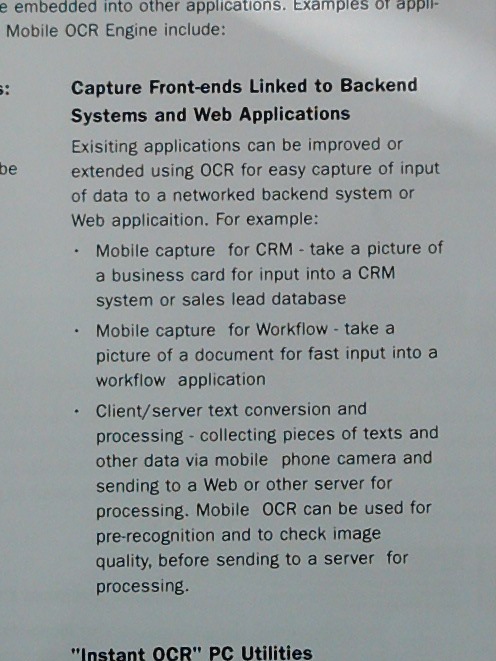 e embedded into other applications. Examples of appli-
Mobile OCR Engine include:
s:
Capture Front-ends Linked to Backend
Systems and Web Applications
Exisiting applications can be improved or
be
extended using OCR for easy capture of input
of data to a networked backend system or
Web applicaition. For example:
· Mobile capture for CRM - take a picture of
a business card for input into a CRM
system or sales lead database
· Mobile capture for Workflow - take a
picture of a document for fast input into a
workflow application
· Client/server text conversion and
processing - collecting pieces of texts and
other data via mobile phone camera and
sending to a Web or other server for
processing. Mobile OCR can be used for
pre-recognition and to check image
quality, before sending to a server for
processing.
"Instant OCR" PC Utilities